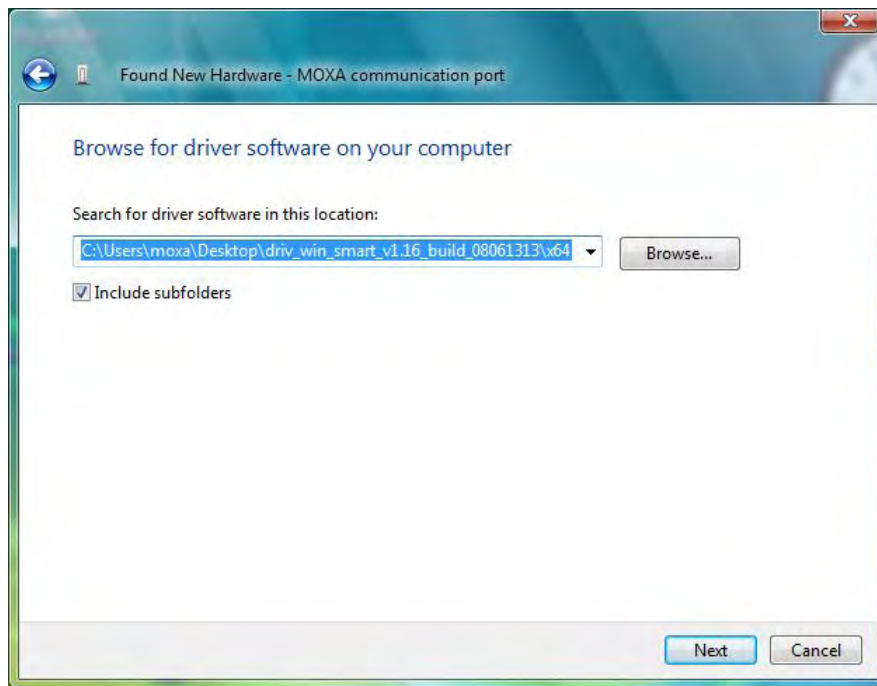 Found New Hardware - MOXA communication port
Browse for driver software on your computer
Search for driver software in this location:
C:\Users\moxa\Desktop\driv_win_smart_v1.16_build_08061313\x64
Browse...
Include subfolders
Next
Cancel